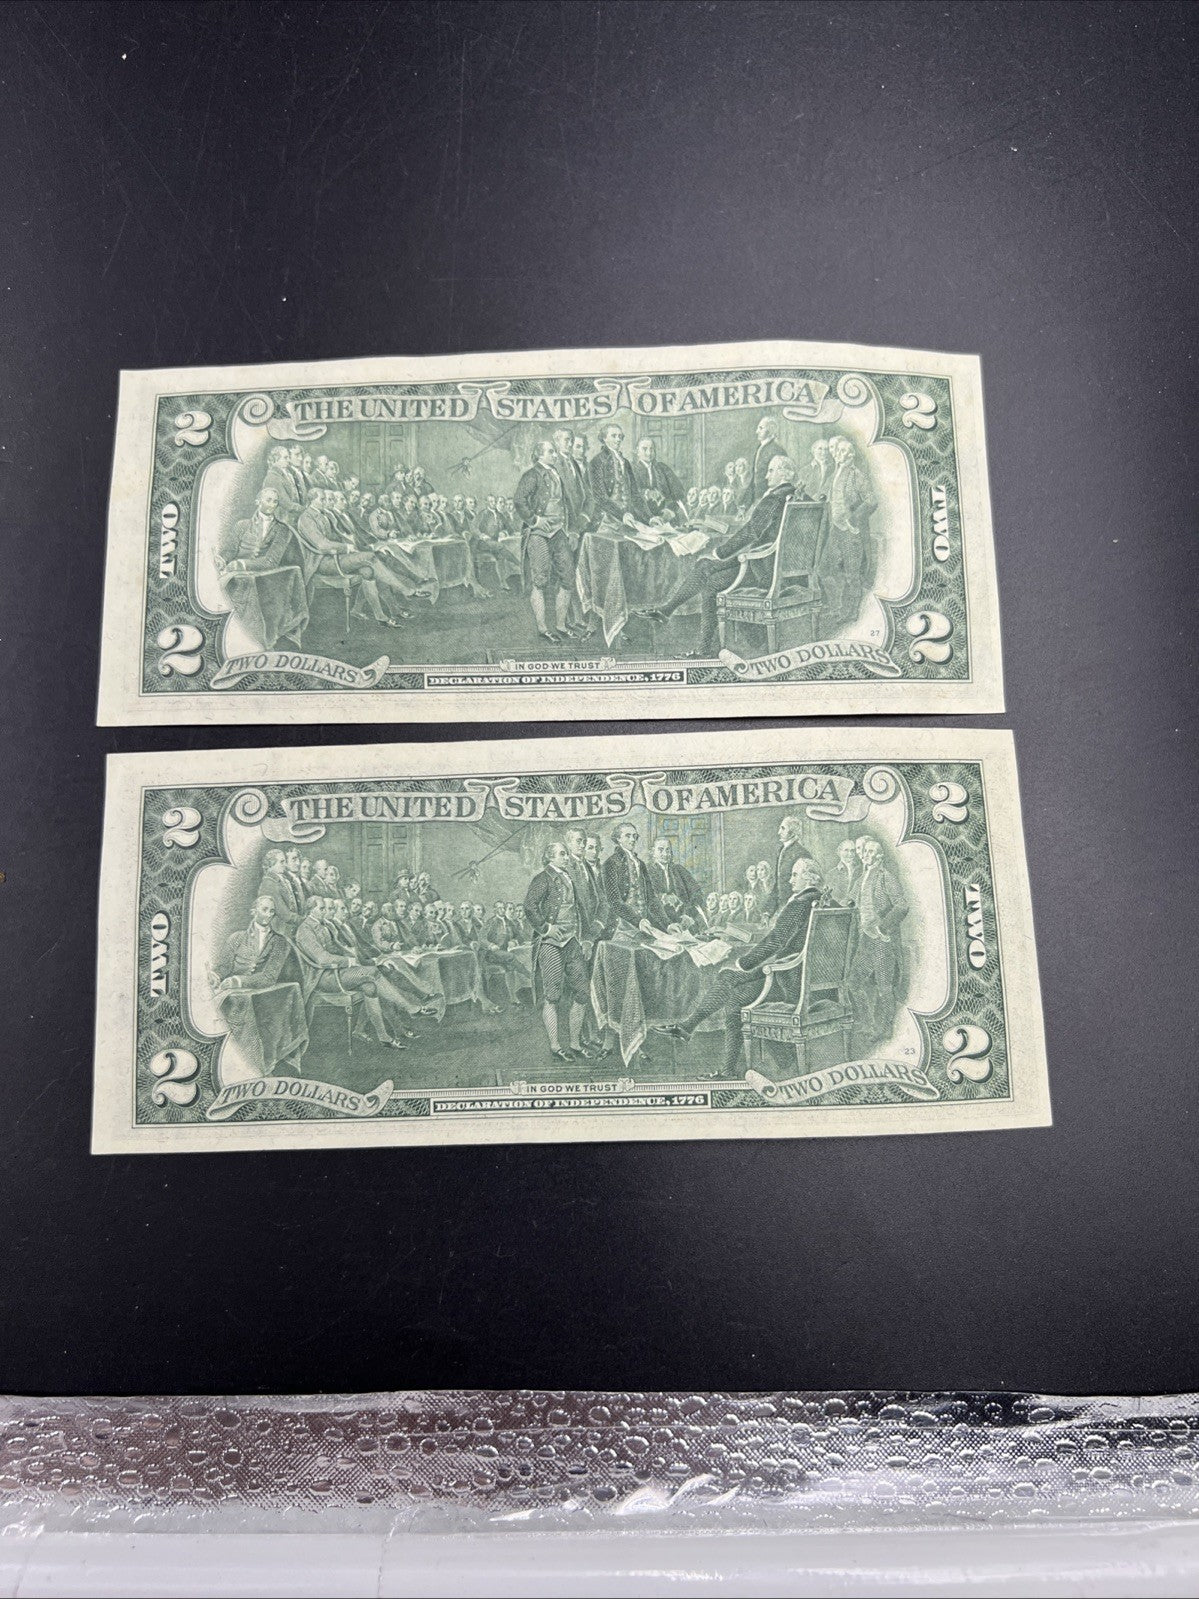 2 THE UNITED STATES OF AMERICA 2
TWO TWO
27
2 TWO DOLLARS IN GOD WE TRUST TWO DOLLARS 2
DECLARATION OF INDEPENDENCE, 1776
2 THE UNITED STATES OF AMERICA 2
TWO TWO
23
2 TWO DOLLARS IN GOD WE TRUST TWO DOLLARS 2
DECLARATION OF INDEPENDENCE, 1776